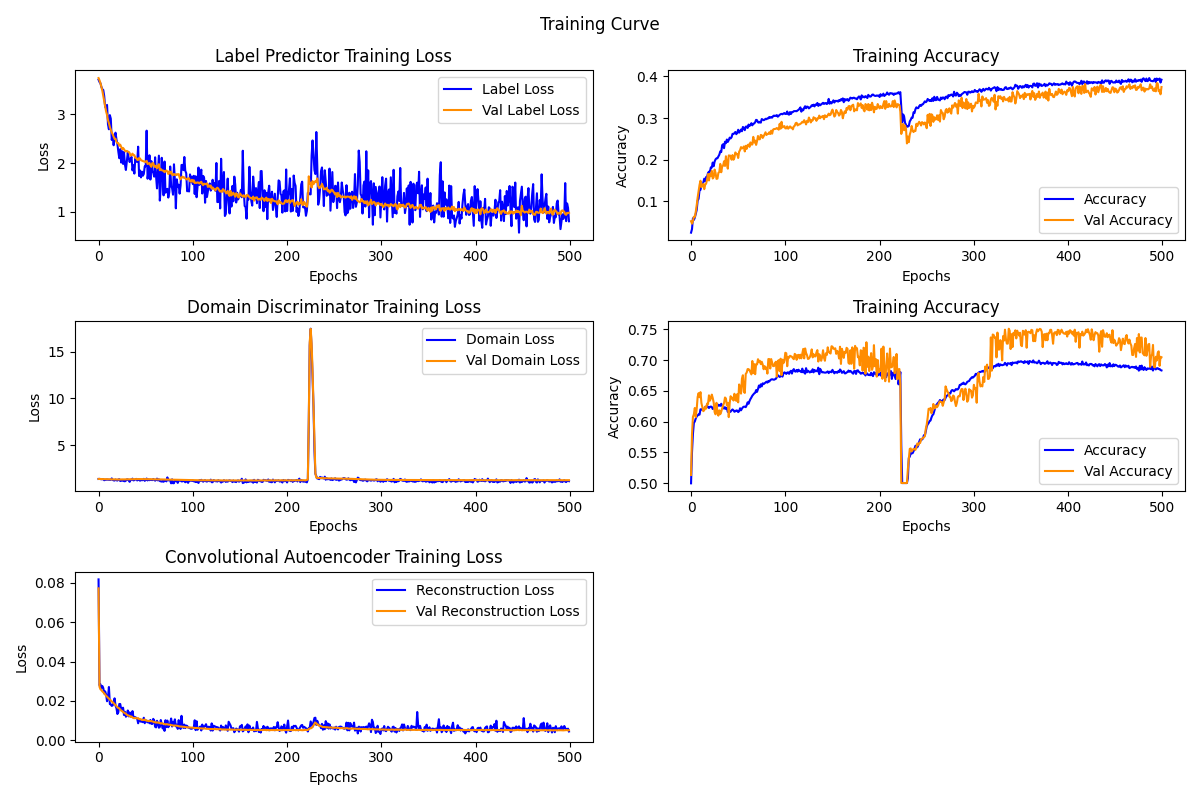 Training Curve
Label Predictor Training Loss
Loss
3
2
1
0 100 200 300 400 500
Epochs
Label Loss
Val Label Loss
Training Accuracy
Accuracy
0.4
0.3
0.2
0.1
0 100 200 300 400 500
Epochs
Accuracy
Val Accuracy
Domain Discriminator Training Loss
Loss
15
10
5
0 100 200 300 400 500
Epochs
Domain Loss
Val Domain Loss
Training Accuracy
Accuracy
0.75
0.70
0.65
0.60
0.55
0.50
0 100 200 300 400 500
Epochs
Accuracy
Val Accuracy
Convolutional Autoencoder Training Loss
Loss
0.08
0.06
0.04
0.02
0.00
0 100 200 300 400 500
Epochs
Reconstruction Loss
Val Reconstruction Loss